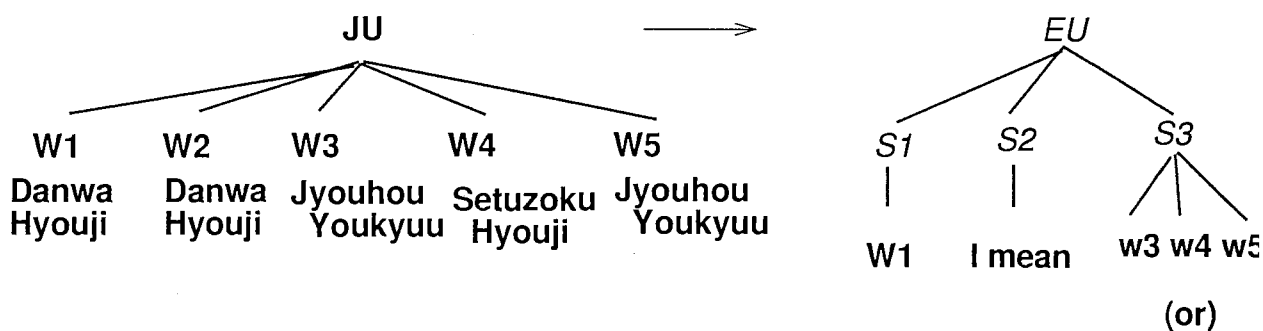 JU
EU
W1 W2 W3 W4 W5
Danwa Hyouji
Danwa Hyouji
Jyouhou Youkyuu
Setuzoku Hyouji
Jyouhou Youkyuu
S1 S2 S3
W1 I mean w3 w4 w5
(or)